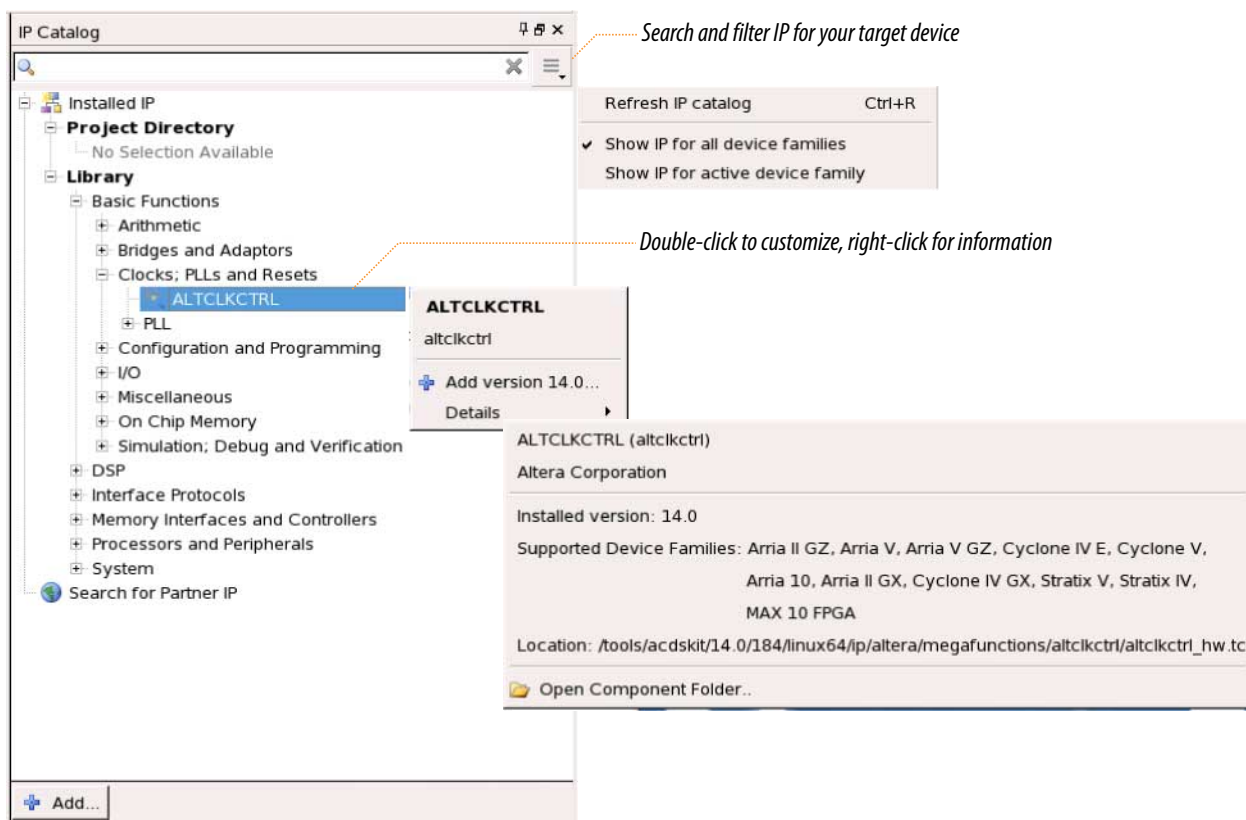 IP Catalog
Search and filter IP for your target device
Installed IP
Project Directory
No Selection Available
Library
Basic Functions
Arithmetic
Bridges and Adaptors
Clocks; PLLs and Resets
ALTCLKCTRL
PLL
Configuration and Programming
I/O
Miscellaneous
On Chip Memory
Simulation; Debug and Verification
DSP
Interface Protocols
Memory Interfaces and Controllers
Processors and Peripherals
System
Search for Partner IP
Add...
Refresh IP catalog Ctrl+R
Show IP for all device families
Show IP for active device family
Double-click to customize, right-click for information
ALTCLKCTRL
altclkctrl
Add version 14.0...
Details
ALTCLKCTRL (altclkctrl)
Altera Corporation
Installed version: 14.0
Supported Device Families: Arria II GZ, Arria V, Arria V GZ, Cyclone IV E, Cyclone V,
Arria 10, Arria II GX, Cyclone IV GX, Stratix V, Stratix IV,
MAX 10 FPGA
Location: /tools/acdskit/14.0/184/linux64/ip/altera/megafunctions/altclkctrl/altclkctrl_hw.tc
Open Component Folder..